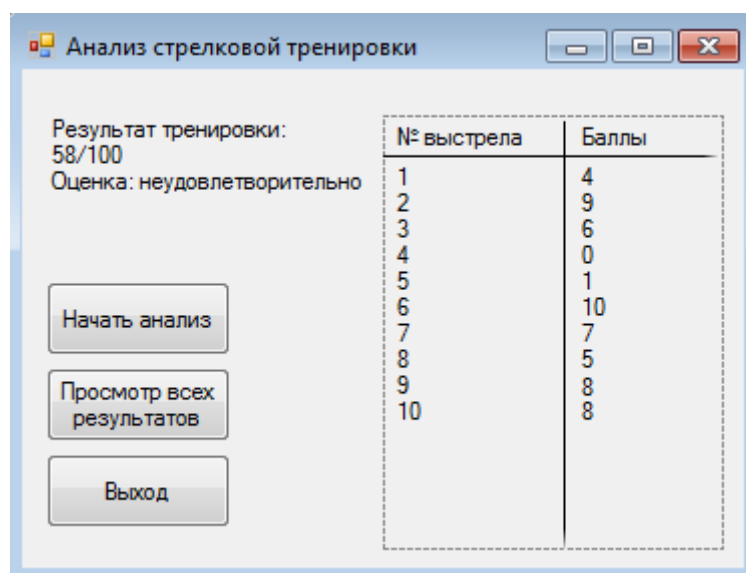 Анализ стрелковой тренировки
Результат тренировки:
58/100
Оценка: неудовлетворительно
Начать анализ
Просмотр всех
результатов
Выход
№ выстрела Баллы
1 4
2 9
3 6
4 0
5 1
6 10
7 7
8 5
9 8
10 8